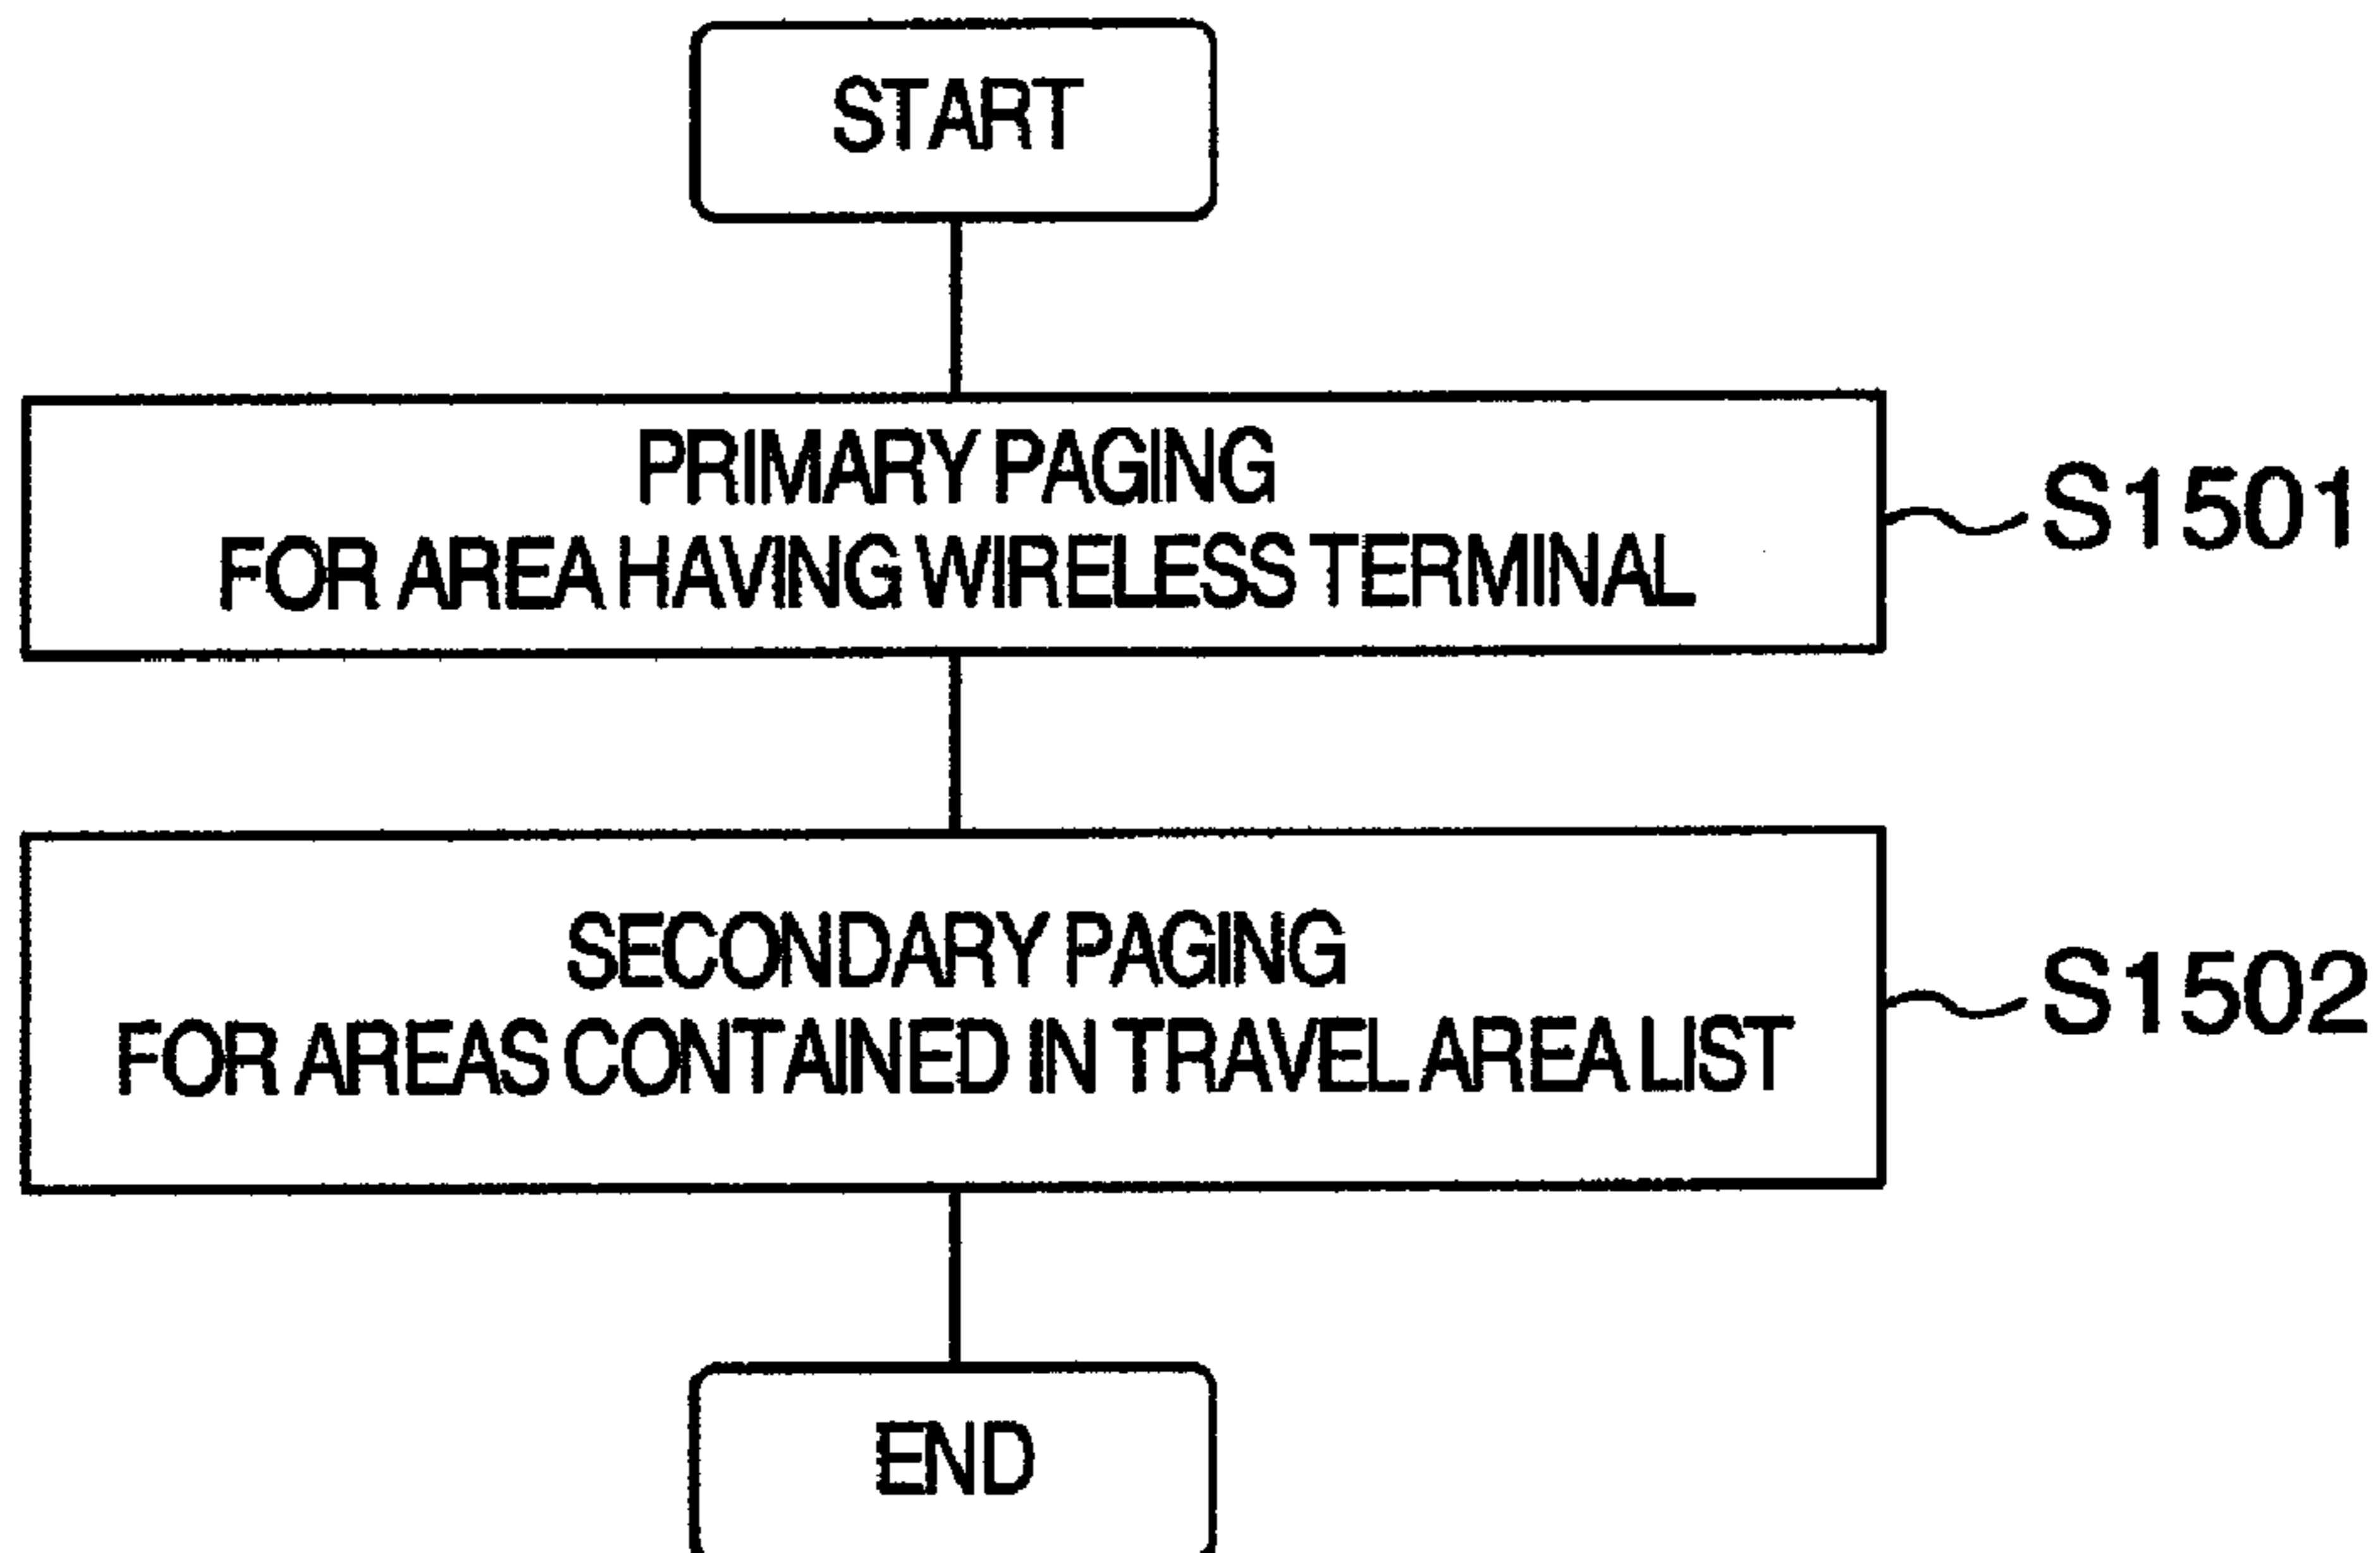 START
PRIMARY PAGING
FOR AREA HAVING WIRELESS TERMINAL
S1501
SECONDARY PAGING
FOR AREAS CONTAINED IN TRAVEL AREA LIST
S1502
END